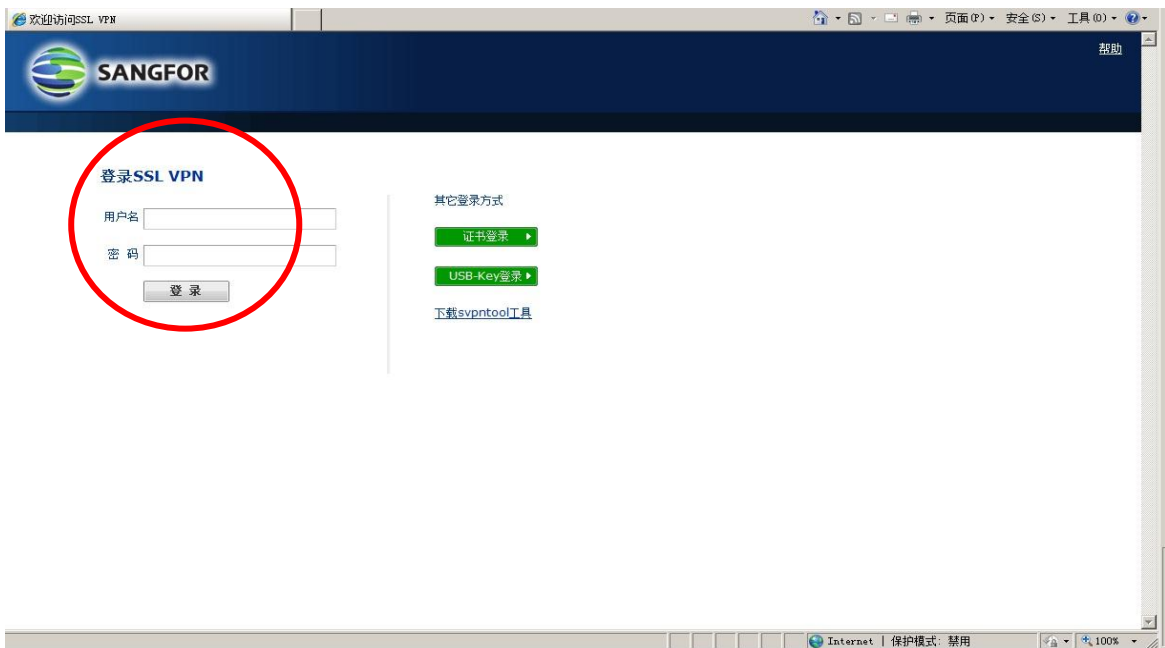 欢迎访问SSL VPN
页面(P) 安全(S) 工具(O)
帮助
SANGFOR
登录SSL VPN
用户名
密 码
登 录
其它登录方式
证书登录
USB-Key登录
下载svpntool工具
Internet | 保护模式: 禁用
100%